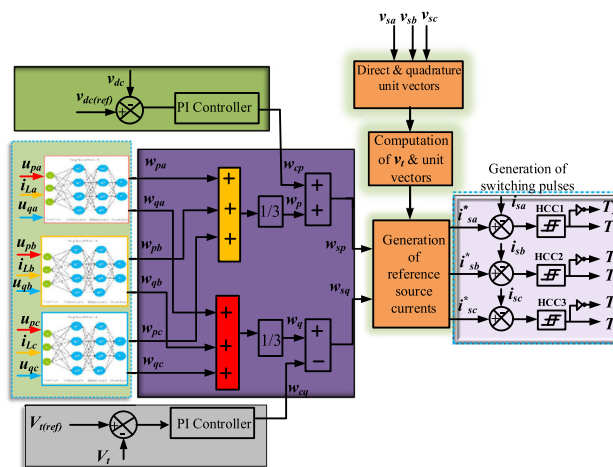 v_sa v_sb v_sc
Direct & quadrature
unit vectors
Computation
of v_t & unit
vectors
Generation
of
reference
source
currents
v_dc
v_dc(ref)
PI Controller
u_pa
i_La
u_qa
u_pb
i_Lb
u_qb
u_pc
i_Lc
u_qc
w_pa
w_qa
w_pb
w_qb
w_pc
w_qc
+
+
+
1/3
w_cp
w_p
+
+
w_sp
+
+
+
1/3
w_q
w_cq
+
−
w_sq
V_t(ref)
V_t
PI Controller
Generation of
switching pulses
i*_sa
i_sa
HCC1
T
T
i*_sb
i_sb
HCC2
T
T
i*_sc
i_sc
HCC3
T
T